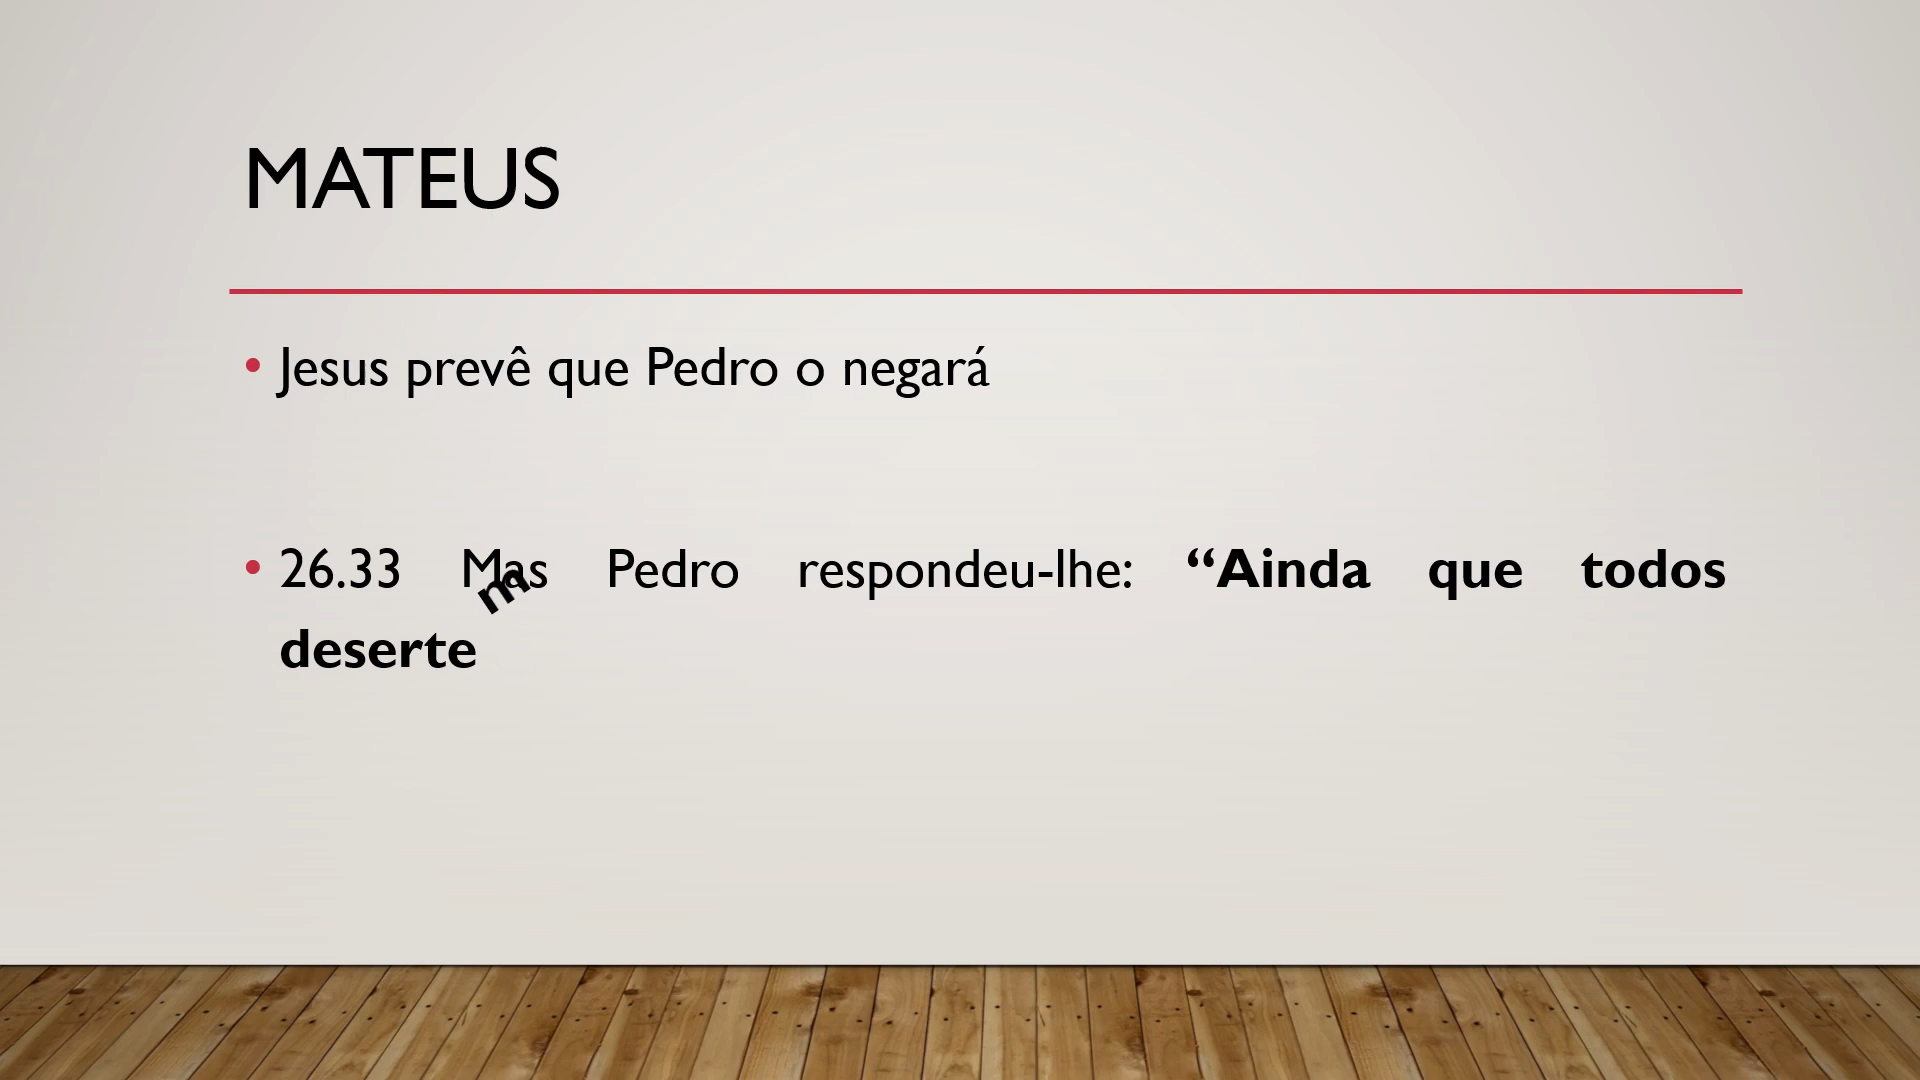 MATEUS
• Jesus prevê que Pedro o negará
• 26.33 Mas Pedro respondeu-lhe: “Ainda que todos
m
deserte